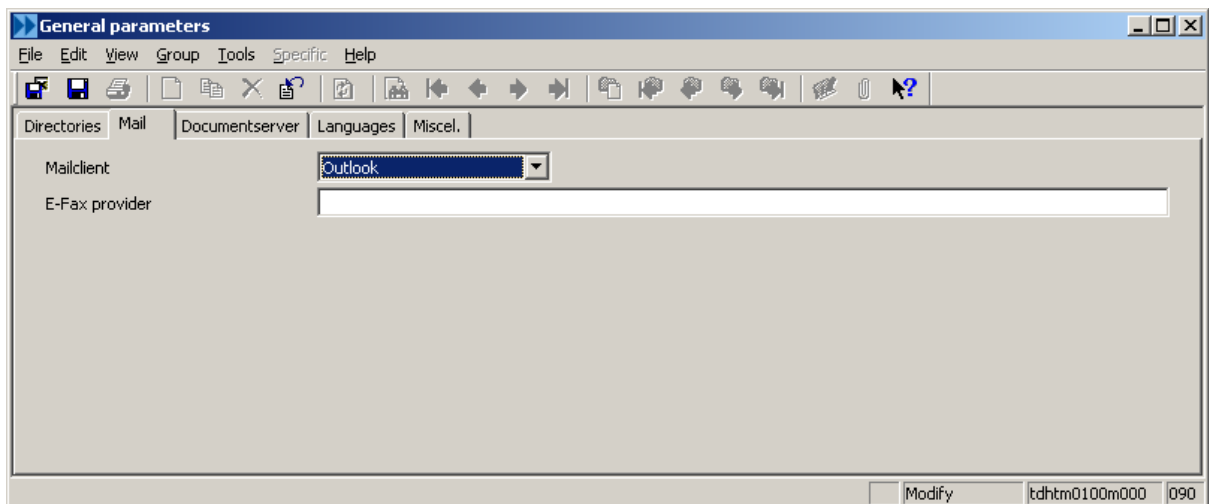 General parameters
File Edit View Group Tools Specific Help
Directories Mail Documentserver Languages Miscel.
Mailclient Outlook
E-Fax provider
Modify tdhtm0100m000 090